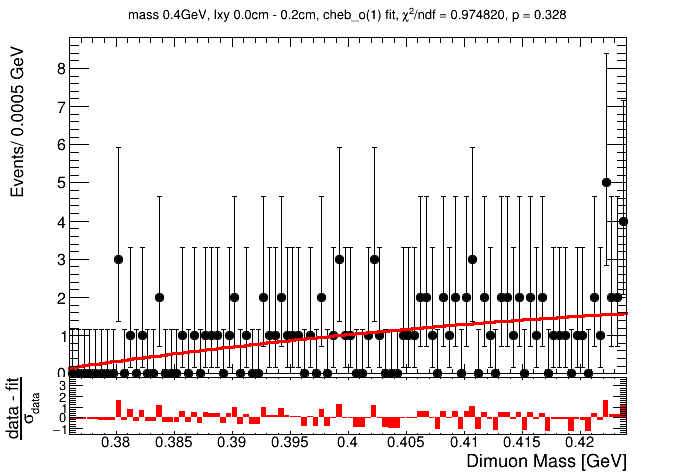 mass 0.4GeV, lxy 0.0cm - 0.2cm, cheb_o(1) fit, χ²/ndf = 0.974820, p = 0.328
Events/ 0.0005 GeV
8
7
6
5
4
3
2
1
0
data - fit
σdata
3
2
1
0
−1
0.38 0.385 0.39 0.395 0.4 0.405 0.41 0.415 0.42
Dimuon Mass [GeV]